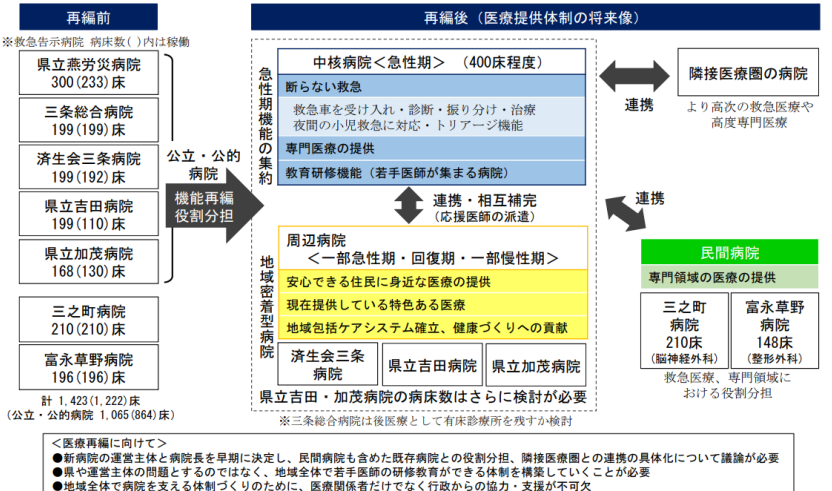 再編前
※救急告示病院 病床数( )内は稼働
県立燕労災病院
300(233)床
三条総合病院
199(199)床
済生会三条病院
199(192)床
県立吉田病院
199(110)床
県立加茂病院
168(130)床
三之町病院
210(210)床
富永草野病院
196(196)床
計 1,423(1,222)床
(公立・公的病院 1,065(864)床)
公立・公的
病院
機能再編
役割分担
再編後（医療提供体制の将来像）
急性期機能の集約
中核病院＜急性期＞ （400床程度）
断らない救急
救急車を受け入れ・診断・振り分け・治療
夜間の小児救急に対応・トリアージ機能
専門医療の提供
教育研修機能（若手医師が集まる病院）
連携・相互補完
（応援医師の派遣）
地域密着型病院
周辺病院
＜一部急性期・回復期・一部慢性期＞
安心できる住民に身近な医療の提供
現在提供している特色ある医療
地域包括ケアシステム確立、健康づくりへの貢献
済生会三条
病院
県立吉田病院
県立加茂病院
県立吉田・加茂病院の病床数はさらに検討が必要
※三条総合病院は後医療として有床診療所を残すか検討
連携
隣接医療圏の病院
より高次の救急医療や
高度専門医療
連携
民間病院
専門領域の医療の提供
三之町
病院
210床
(脳神経外科)
富永草野
病院
148床
(整形外科)
救急医療、専門領域に
おける役割分担
＜医療再編に向けて＞
●新病院の運営主体と病院長を早期に決定し、民間病院も含めた既存病院との役割分担、隣接医療圏との連携の具体化について議論が必要
●県や運営主体の問題とするのではなく、地域全体で若手医師の研修教育ができる体制を構築していくことが必要
●地域全体で病院を支える体制づくりのために、医療関係者だけでなく行政からの協力・支援が不可欠